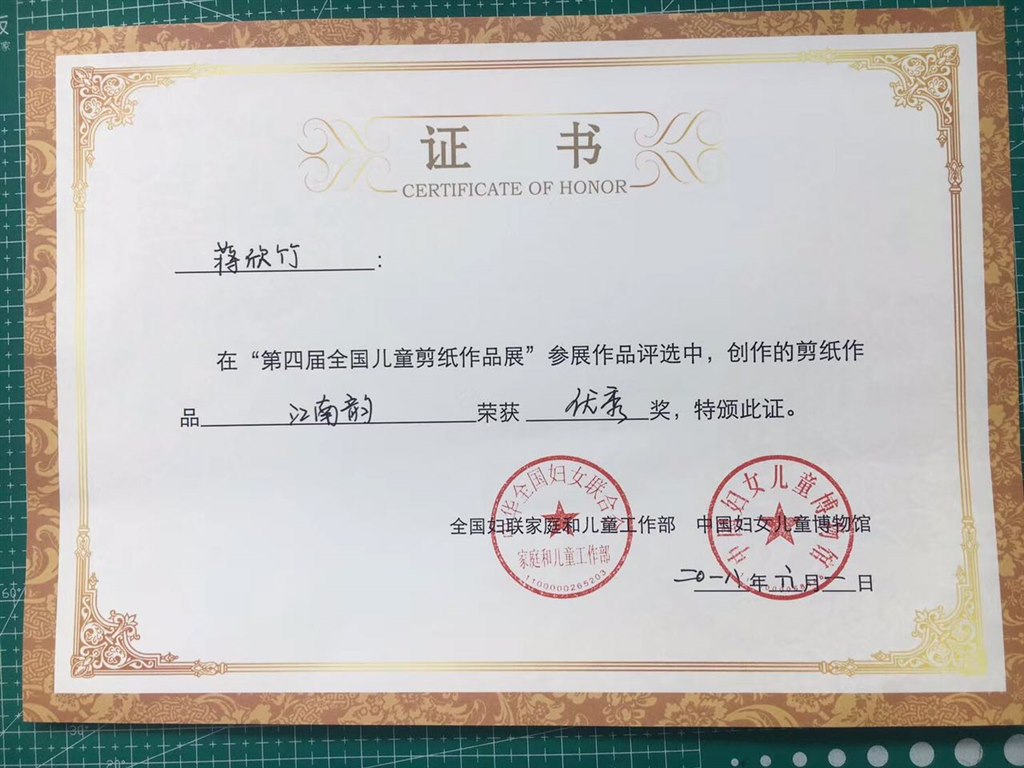 证 书
CERTIFICATE OF HONOR
蒋欣竹：
在“第四届全国儿童剪纸作品展”参展作品评选中，创作的剪纸作
品江南韵荣获优秀奖，特颁此证。
全国妇联家庭和儿童工作部 中国妇女儿童博物馆
二〇一八年六月一日
中华全国妇女联合会
家庭和儿童工作部
1100000265203
中国妇女儿童博物馆